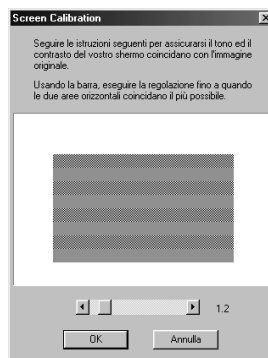 Screen Calibration
Seguire le istruzioni seguenti per assicurarsi il tono ed il
contrasto del vostro shermo coincidano con l'immagine
originale.
Usando la barra, eseguire la regolazione fino a quando
le due aree orizzontali coincidano il più possibile.
1.2
OK
Annulla